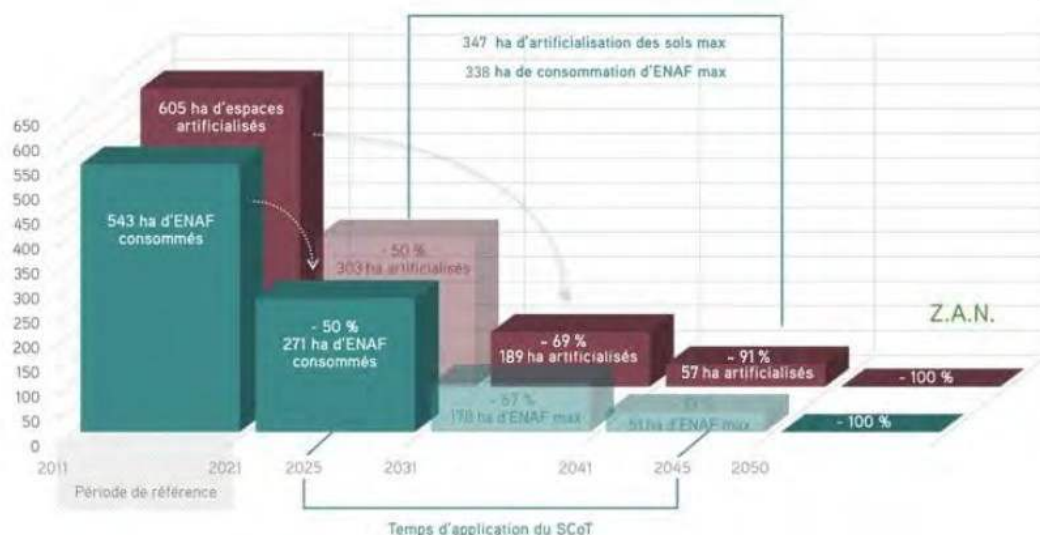 347 ha d'artificialisation des sols max
338 ha de consommation d'ENAF max
605 ha d'espaces
artificialisés
650
600
550
500
450
400
350
300
250
200
150
100
50
0
543 ha d'ENAF
consommés
- 50 %
303 ha artificialisés
- 50 %
271 ha d'ENAF
consommés
- 69 %
189 ha artificialisés
- 91 %
57 ha artificialisés
Z.A.N.
- 100 %
- 67 %
178 ha d'ENAF max
51 ha d'ENAF max
- 100 %
2011
2021
2025
2031
2041
2045
2050
Période de référence
Temps d'application du SCoT